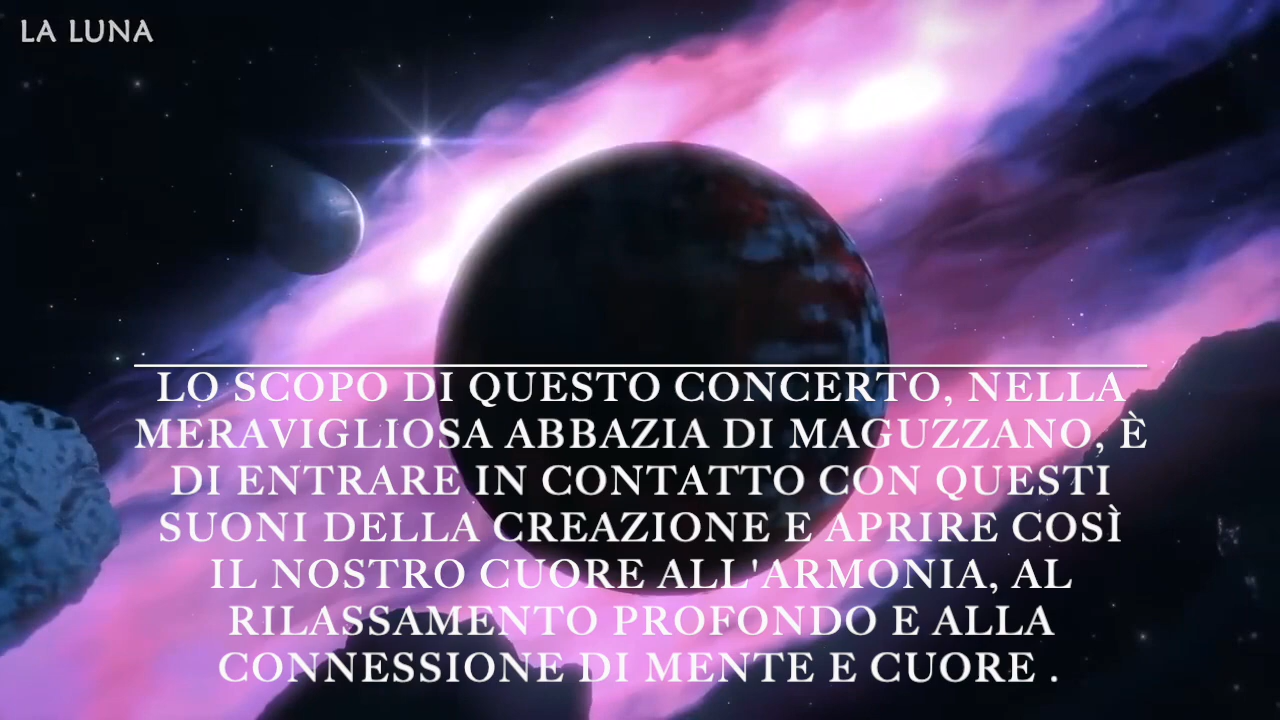 LA LUNA
LO SCOPO DI QUESTO CONCERTO, NELLA
MERAVIGLIOSA ABBAZIA DI MAGUZZANO, È
DI ENTRARE IN CONTATTO CON QUESTI
SUONI DELLA CREAZIONE E APRIRE COSÌ
IL NOSTRO CUORE ALL'ARMONIA, AL
RILASSAMENTO PROFONDO E ALLA
CONNESSIONE DI MENTE E CUORE .